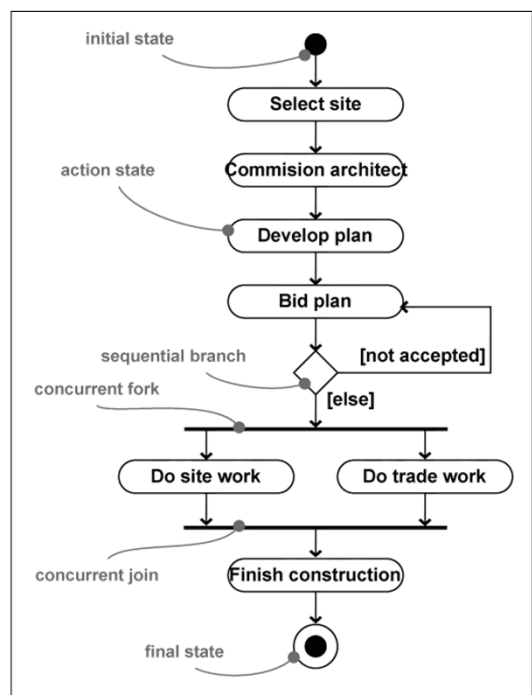 initial state
Select site
Commision architect
action state
Develop plan
Bid plan
sequential branch
[not accepted]
concurrent fork
[else]
Do site work
Do trade work
concurrent join
Finish construction
final state